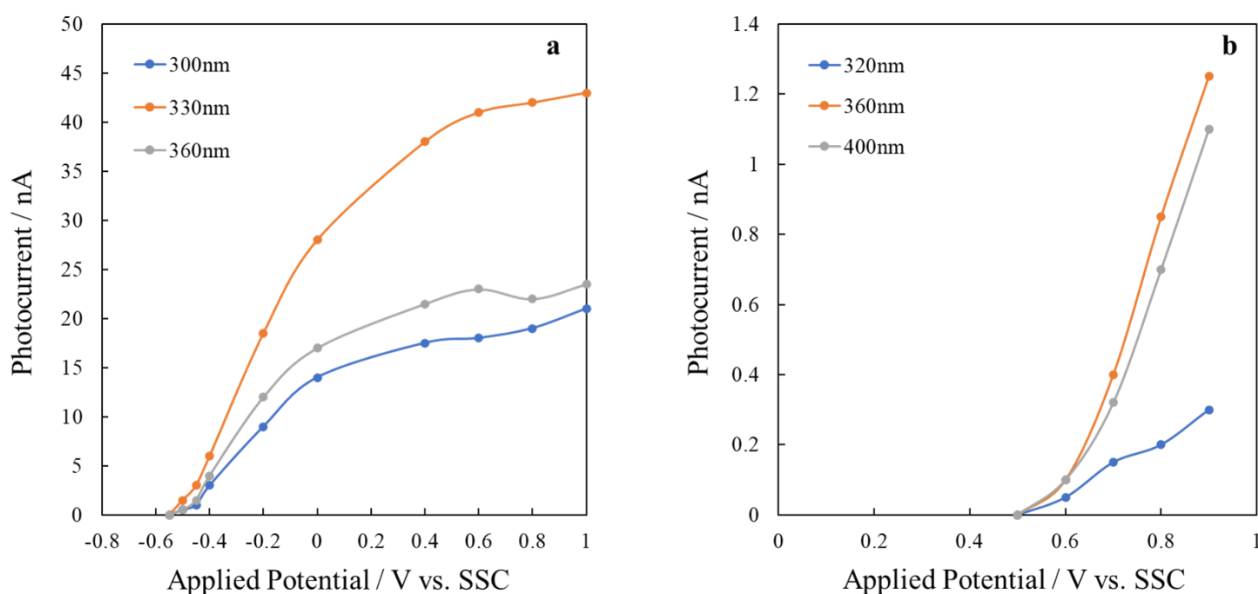 a
300nm
330nm
360nm
50
45
40
35
30
25
20
15
10
5
0
Photocurrent / nA
-0.8 -0.6 -0.4 -0.2 0 0.2 0.4 0.6 0.8 1
Applied Potential / V vs. SSC
b
320nm
360nm
400nm
1.4
1.2
1
0.8
0.6
0.4
0.2
0
Photocurrent / nA
0 0.2 0.4 0.6 0.8 1
Applied Potential / V vs. SSC